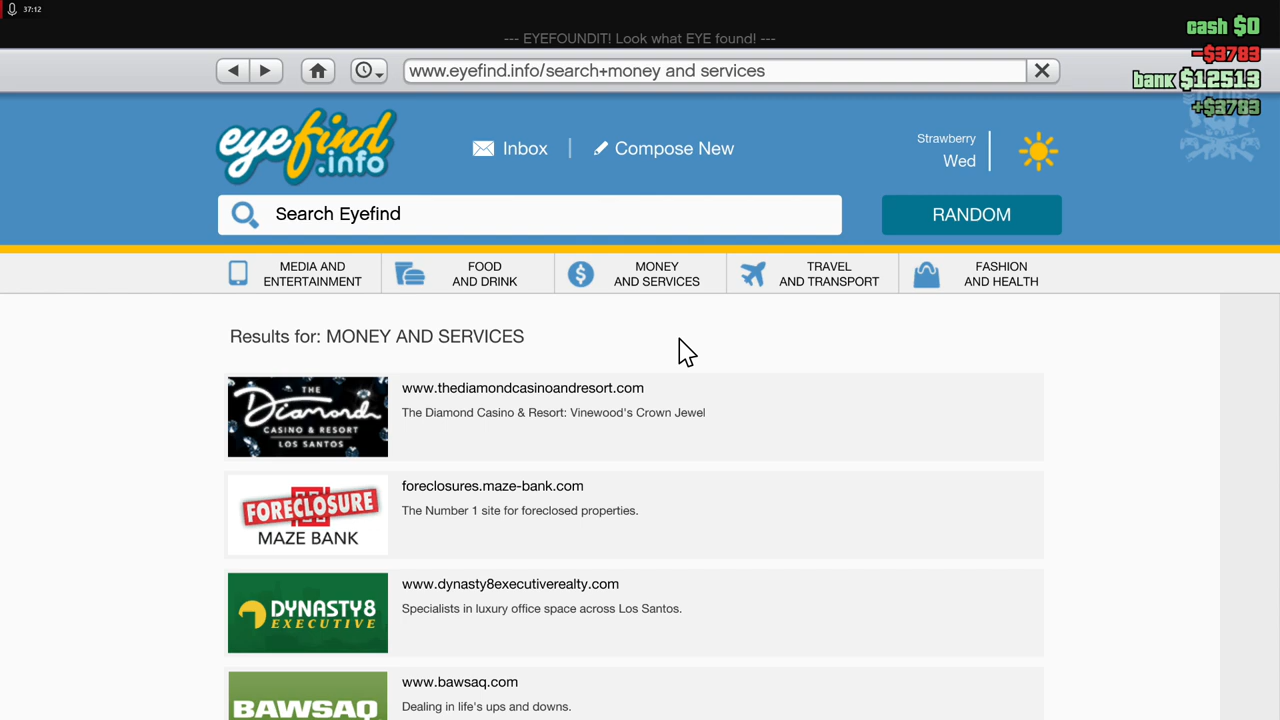 37:12
cash $0
--- EYEFOUNDIT! Look what EYE found! ---
-$3783
www.eyefind.info/search+money and services
bank $12513
+$3783
eyefind
.info
Inbox
Compose New
Strawberry
Wed
Search Eyefind
RANDOM
MEDIA AND
ENTERTAINMENT
FOOD
AND DRINK
MONEY
AND SERVICES
TRAVEL
AND TRANSPORT
FASHION
AND HEALTH
Results for: MONEY AND SERVICES
THE
Diamond
CASINO & RESORT
LOS SANTOS
www.thediamondcasinoandresort.com
The Diamond Casino & Resort: Vinewood's Crown Jewel
FORECLOSURE
MAZE BANK
foreclosures.maze-bank.com
The Number 1 site for foreclosed properties.
DYNASTY8
EXECUTIVE
www.dynasty8executiverealty.com
Specialists in luxury office space across Los Santos.
BAWSAQ
www.bawsaq.com
Dealing in life's ups and downs.